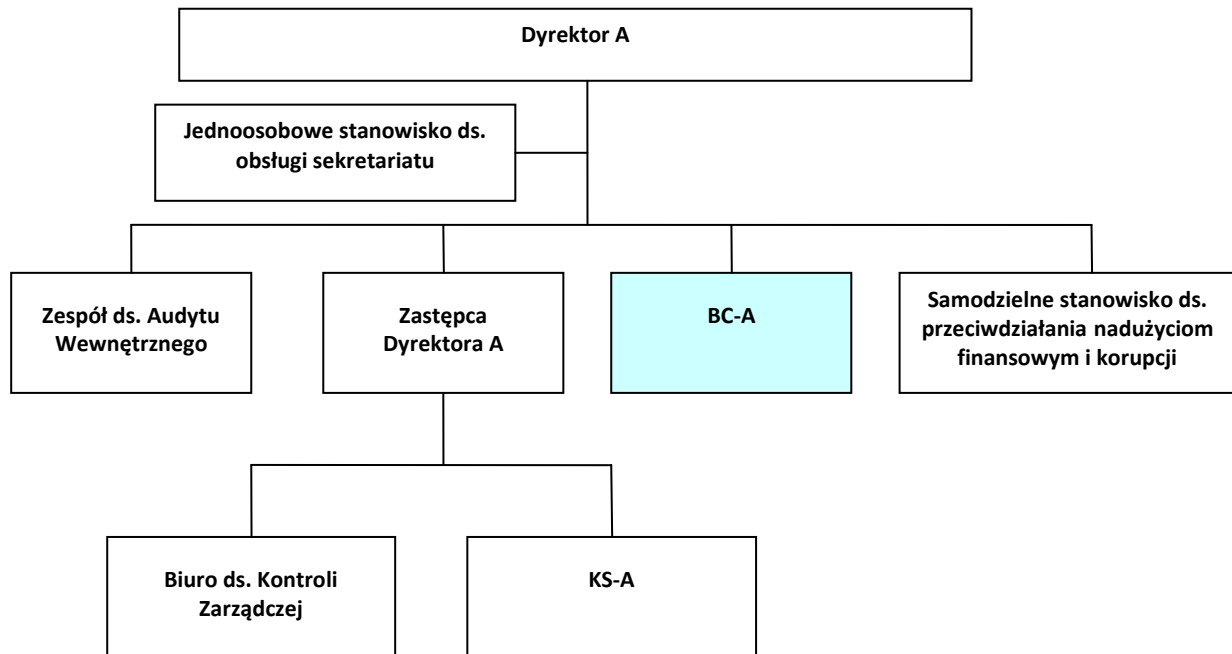 Dyrektor A
Jednoosobowe stanowisko ds.
obsługi sekretariatu
Zespół ds. Audytu
Wewnętrznego
Zastępca
Dyrektora A
BC-A
Samodzielne stanowisko ds.
przeciwdziałania nadużyciom
finansowym i korupcji
Biuro ds. Kontroli
Zarządczej
KS-A